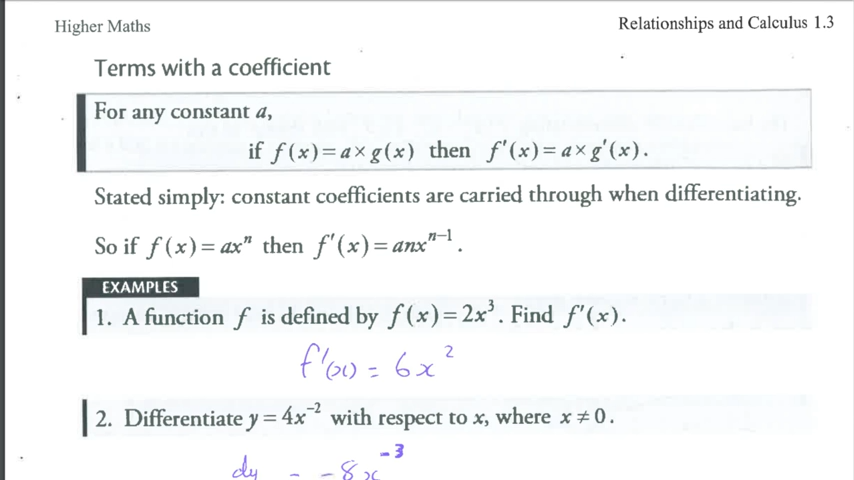 Higher Maths
Relationships and Calculus 1.3
Terms with a coefficient
For any constant a,
if f(x) = a × g(x) then f′(x) = a × g′(x).
Stated simply: constant coefficients are carried through when differentiating.
So if f(x) = axⁿ then f′(x) = anxⁿ⁻¹.
EXAMPLES
1. A function f is defined by f(x) = 2x³. Find f′(x).
f′(x) = 6x²
2. Differentiate y = 4x⁻² with respect to x, where x ≠ 0.
dy = -8x⁻³